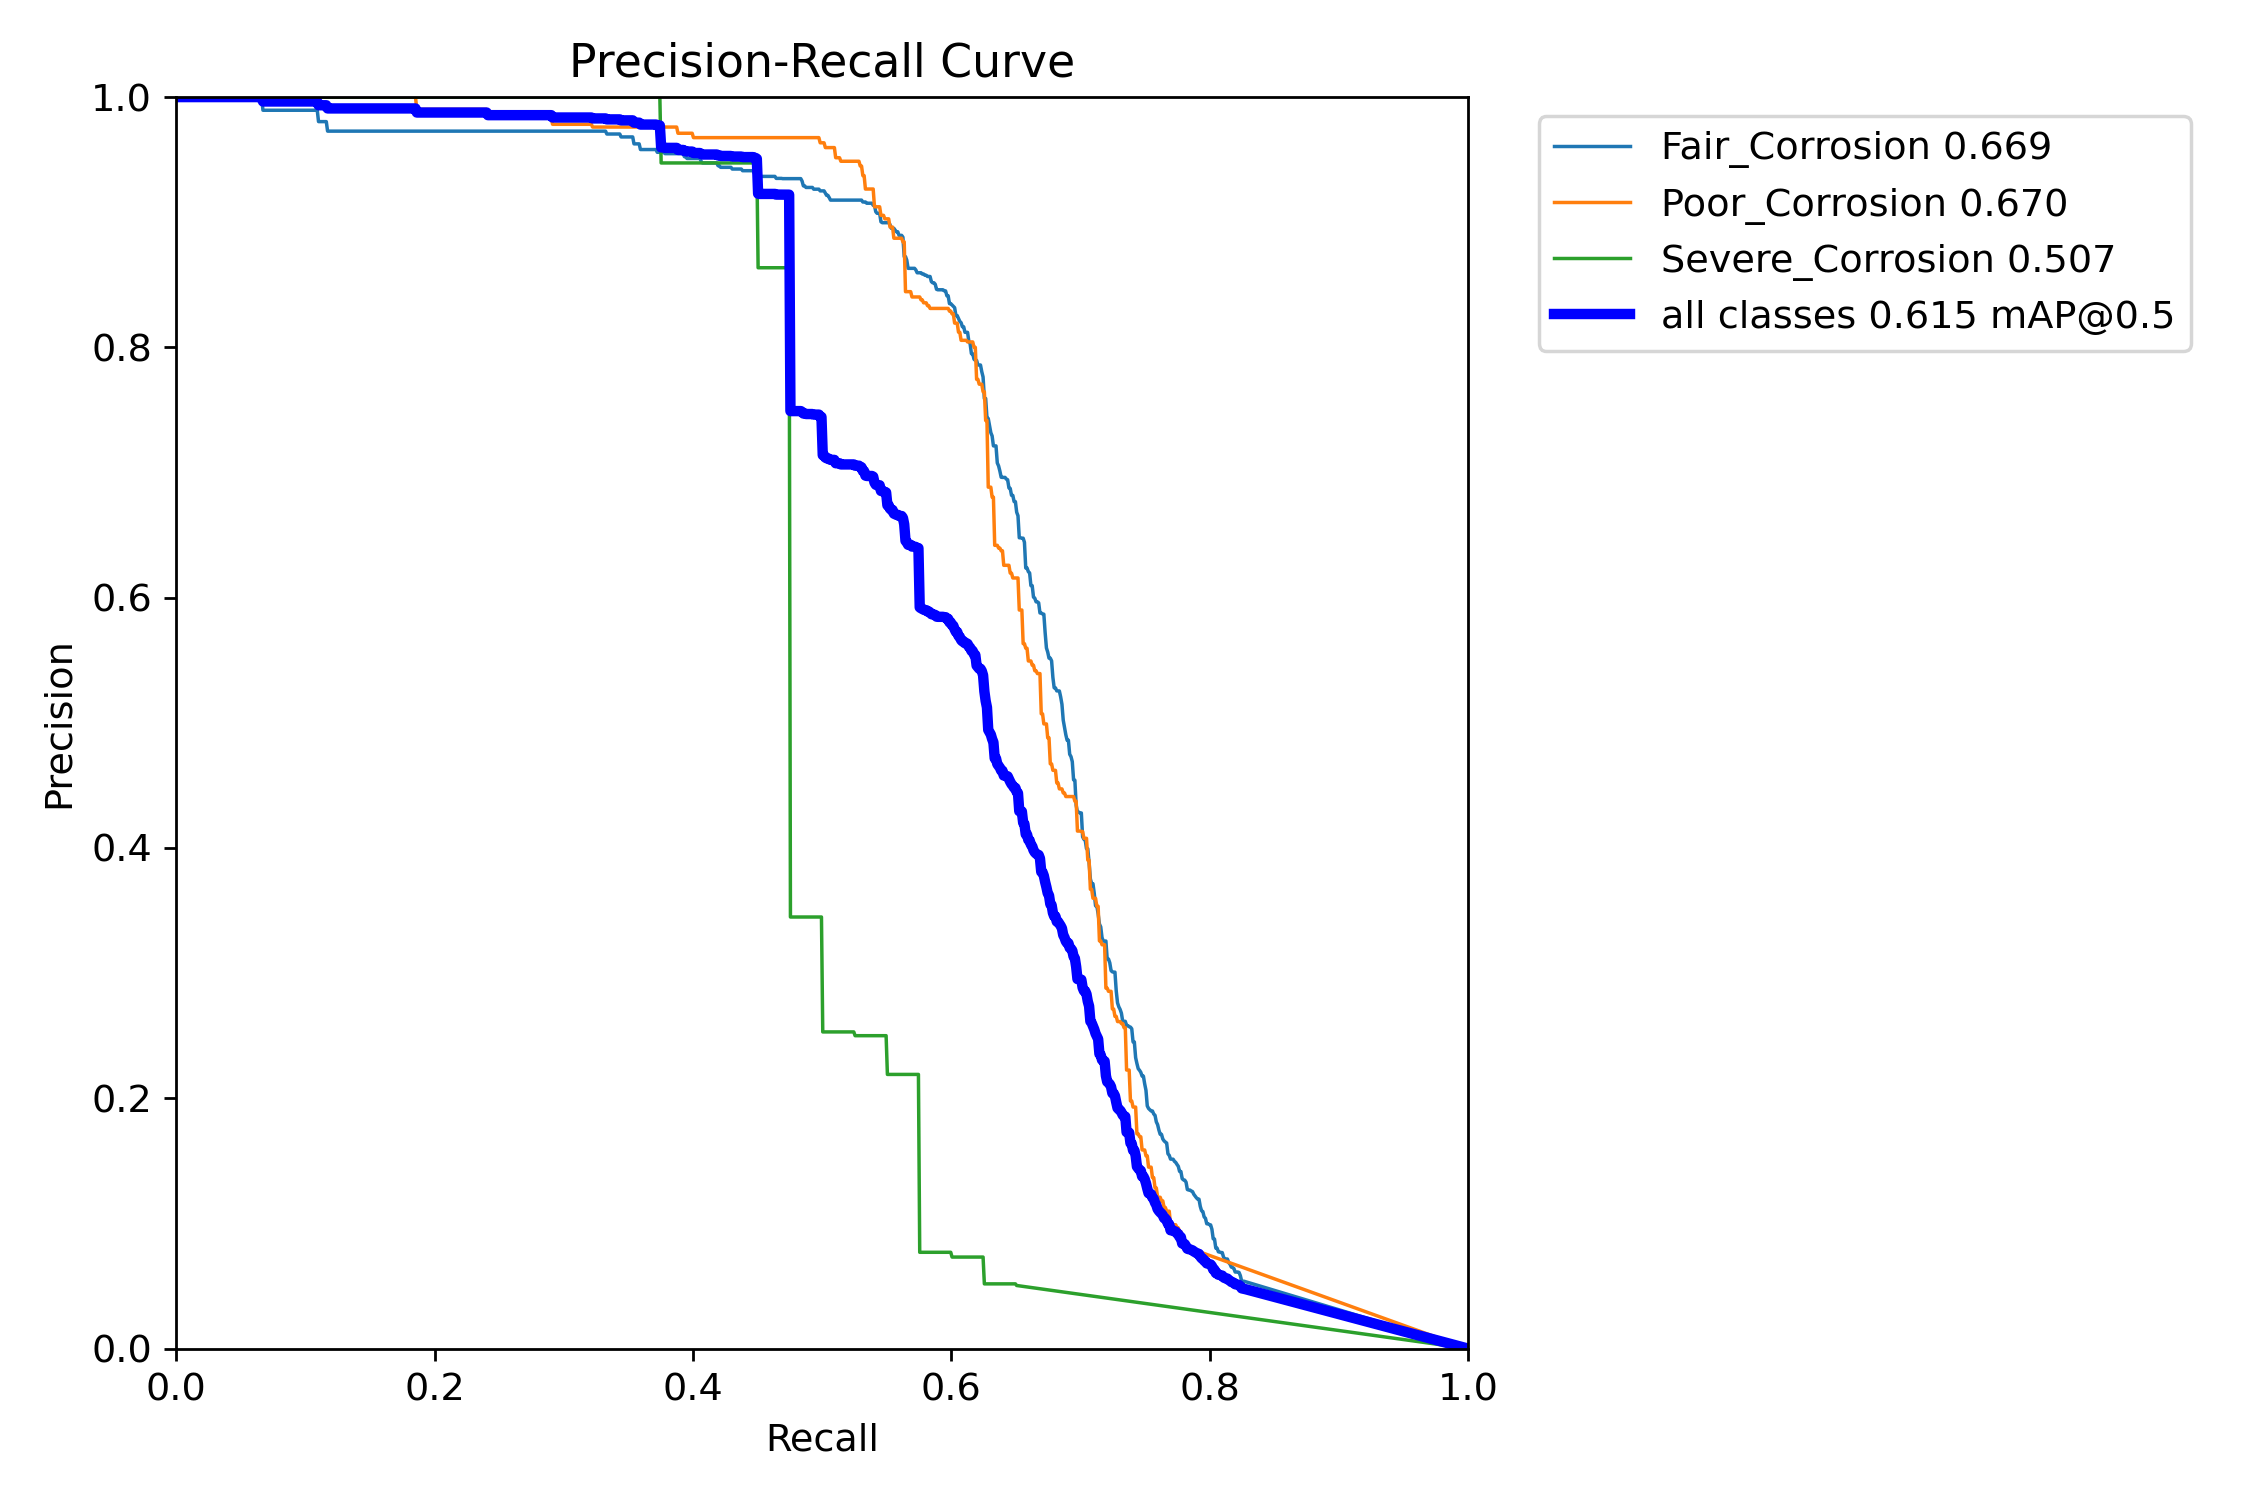 Precision-Recall Curve
1.0
0.8
0.6
0.4
0.2
0.0
Precision
0.0 0.2 0.4 0.6 0.8 1.0
Recall
Fair_Corrosion 0.669
Poor_Corrosion 0.670
Severe_Corrosion 0.507
all classes 0.615 mAP@0.5